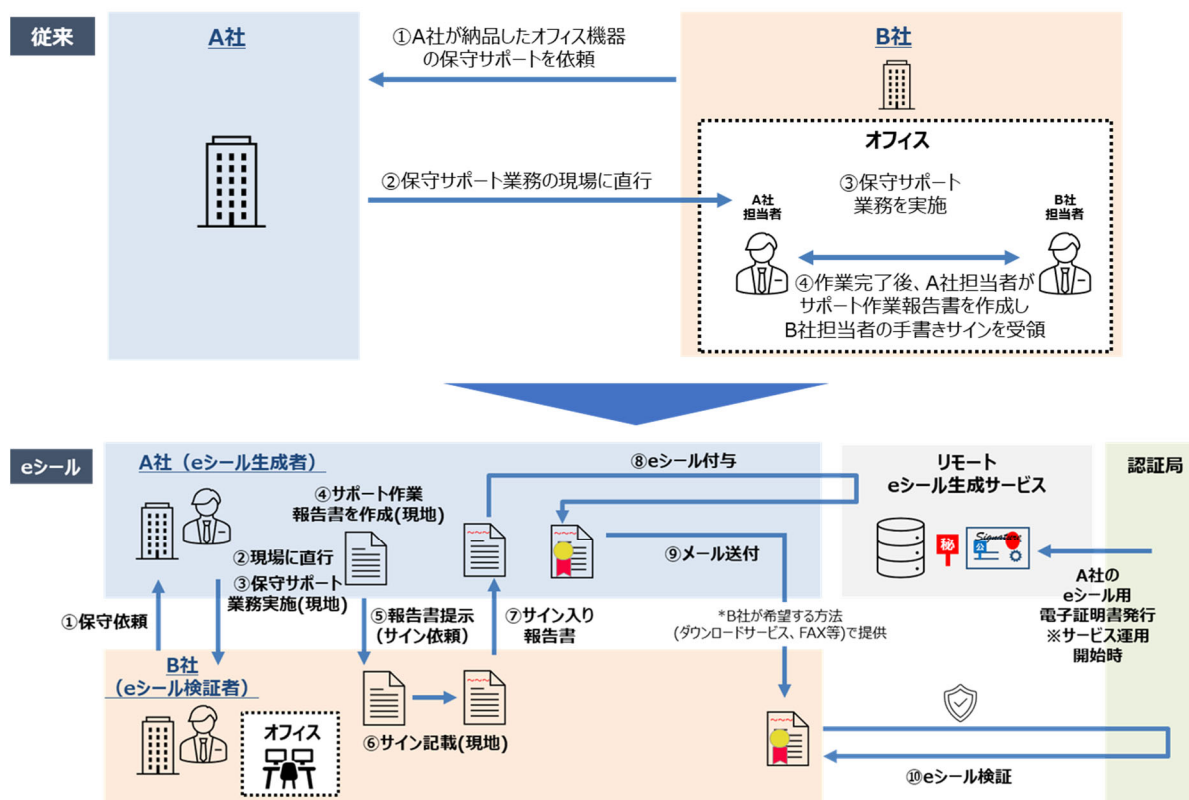 従来
A社
①A社が納品したオフィス機器
の保守サポートを依頼
B社
オフィス
②保守サポート業務の現場に直行
③保守サポート
業務を実施
A社
担当者
B社
担当者
④作業完了後、A社担当者が
サポート作業報告書を作成し
B社担当者の手書きサインを受領
eシール
A社（eシール生成者）
⑧eシール付与
リモート
eシール生成サービス
認証局
④サポート作業
報告書を作成(現地)
②現場に直行
③保守サポート
業務実施(現地)
⑨メール送付
秘
Signature
公
A社の
eシール用
電子証明書発行
※サービス運用
開始時
①保守依頼
⑤報告書提示
(サイン依頼)
⑦サイン入り
報告書
*B社が希望する方法
(ダウンロードサービス、FAX等)で提供
B社
（eシール検証者）
オフィス
⑥サイン記載(現地)
⑩eシール検証